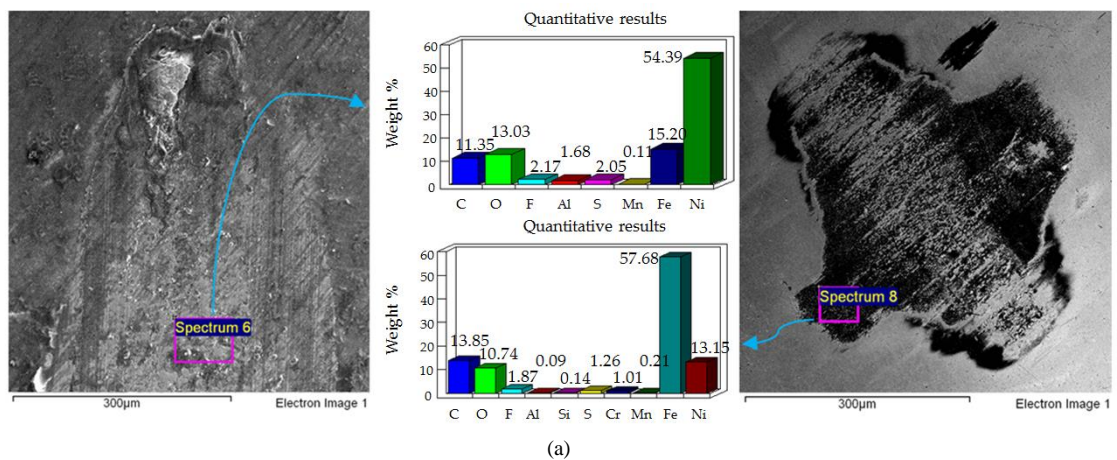 Spectrum 6
300μm
Electron Image 1
Quantitative results
Weight %
60
50
40
30
20
10
0
11.35
13.03
2.17
1.68
2.05
0.11
15.20
54.39
C O F Al S Mn Fe Ni
Quantitative results
Weight %
60
50
40
30
20
10
0
13.85
10.74
1.87
0.09
0.14
1.26
1.01
0.21
57.68
13.15
C O F Al Si S Cr Mn Fe Ni
Spectrum 8
300μm
Electron Image 1
(a)